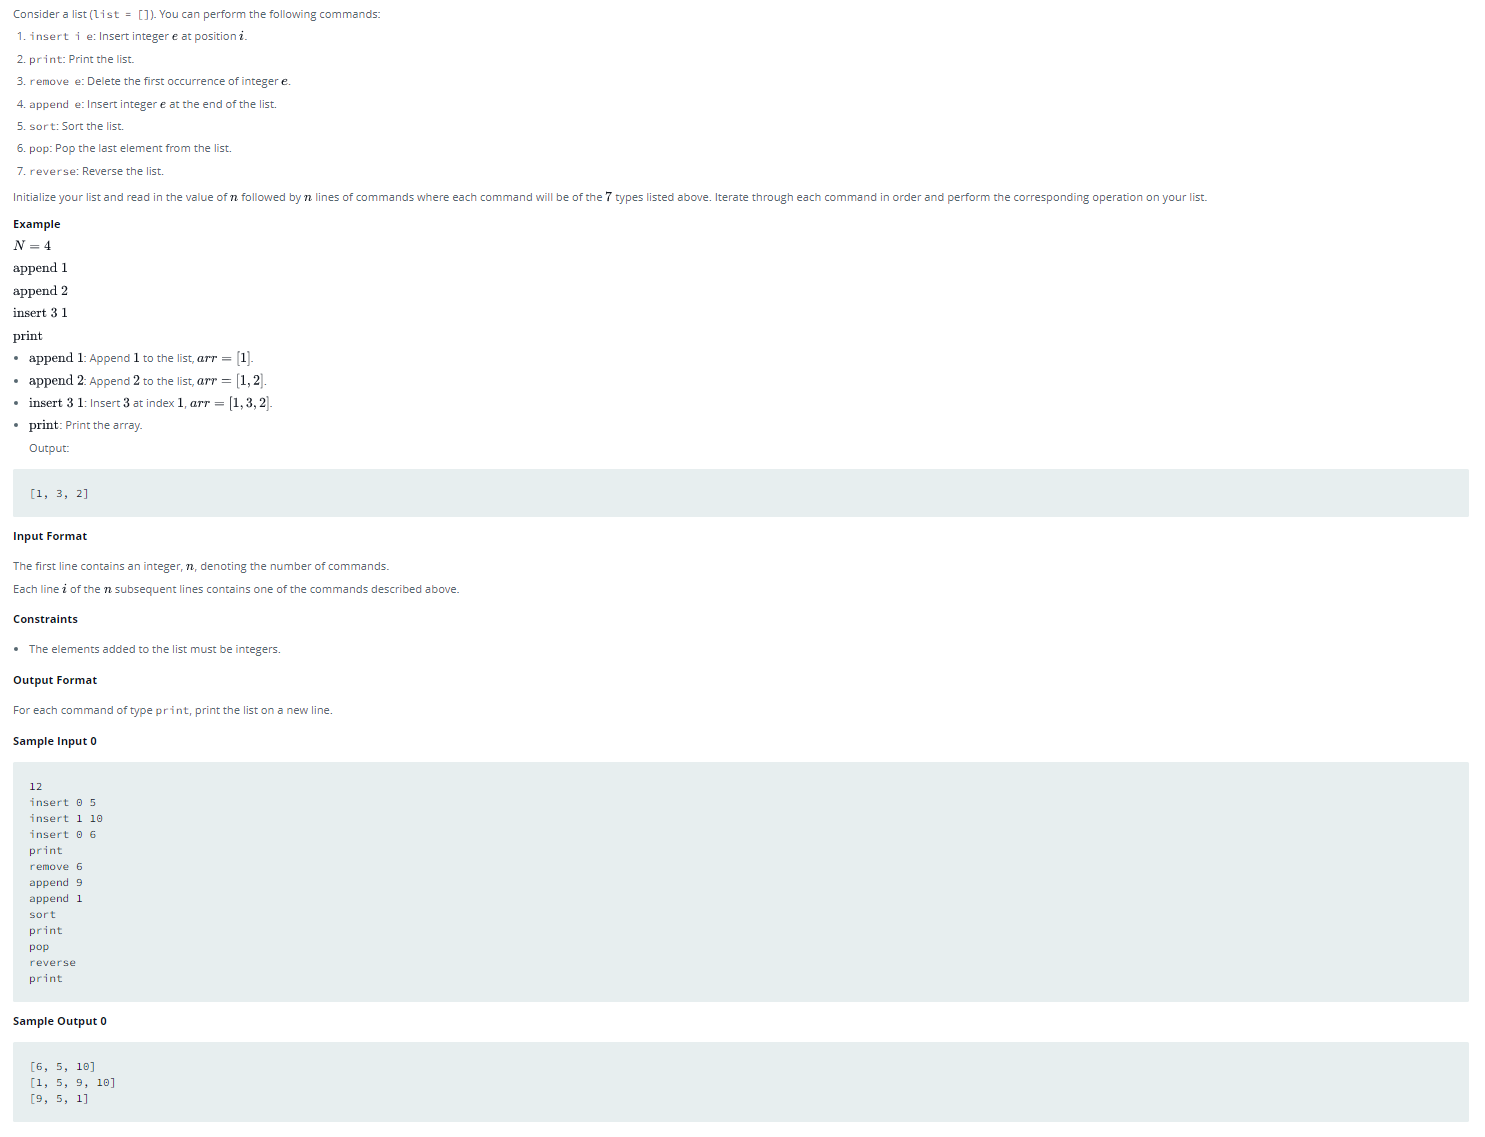 Consider a list (list = []). You can perform the following commands:
1. insert i e: Insert integer e at position i.
2. print: Print the list.
3. remove e: Delete the first occurrence of integer e.
4. append e: Insert integer e at the end of the list.
5. sort: Sort the list.
6. pop: Pop the last element from the list.
7. reverse: Reverse the list.
Initialize your list and read in the value of n followed by n lines of commands where each command will be of the 7 types listed above. Iterate through each command in order and perform the corresponding operation on your list.
Example
N = 4
append 1
append 2
insert 3 1
print
• append 1: Append 1 to the list, arr = [1].
• append 2: Append 2 to the list, arr = [1, 2].
• insert 3 1: Insert 3 at index 1, arr = [1, 3, 2].
• print: Print the array.
Output:
[1, 3, 2]
Input Format
The first line contains an integer, n, denoting the number of commands.
Each line i of the n subsequent lines contains one of the commands described above.
Constraints
• The elements added to the list must be integers.
Output Format
For each command of type print, print the list on a new line.
Sample Input 0
12
insert 0 5
insert 1 10
insert 0 6
print
remove 6
append 9
append 1
sort
print
pop
reverse
print
Sample Output 0
[6, 5, 10]
[1, 5, 9, 10]
[9, 5, 1]